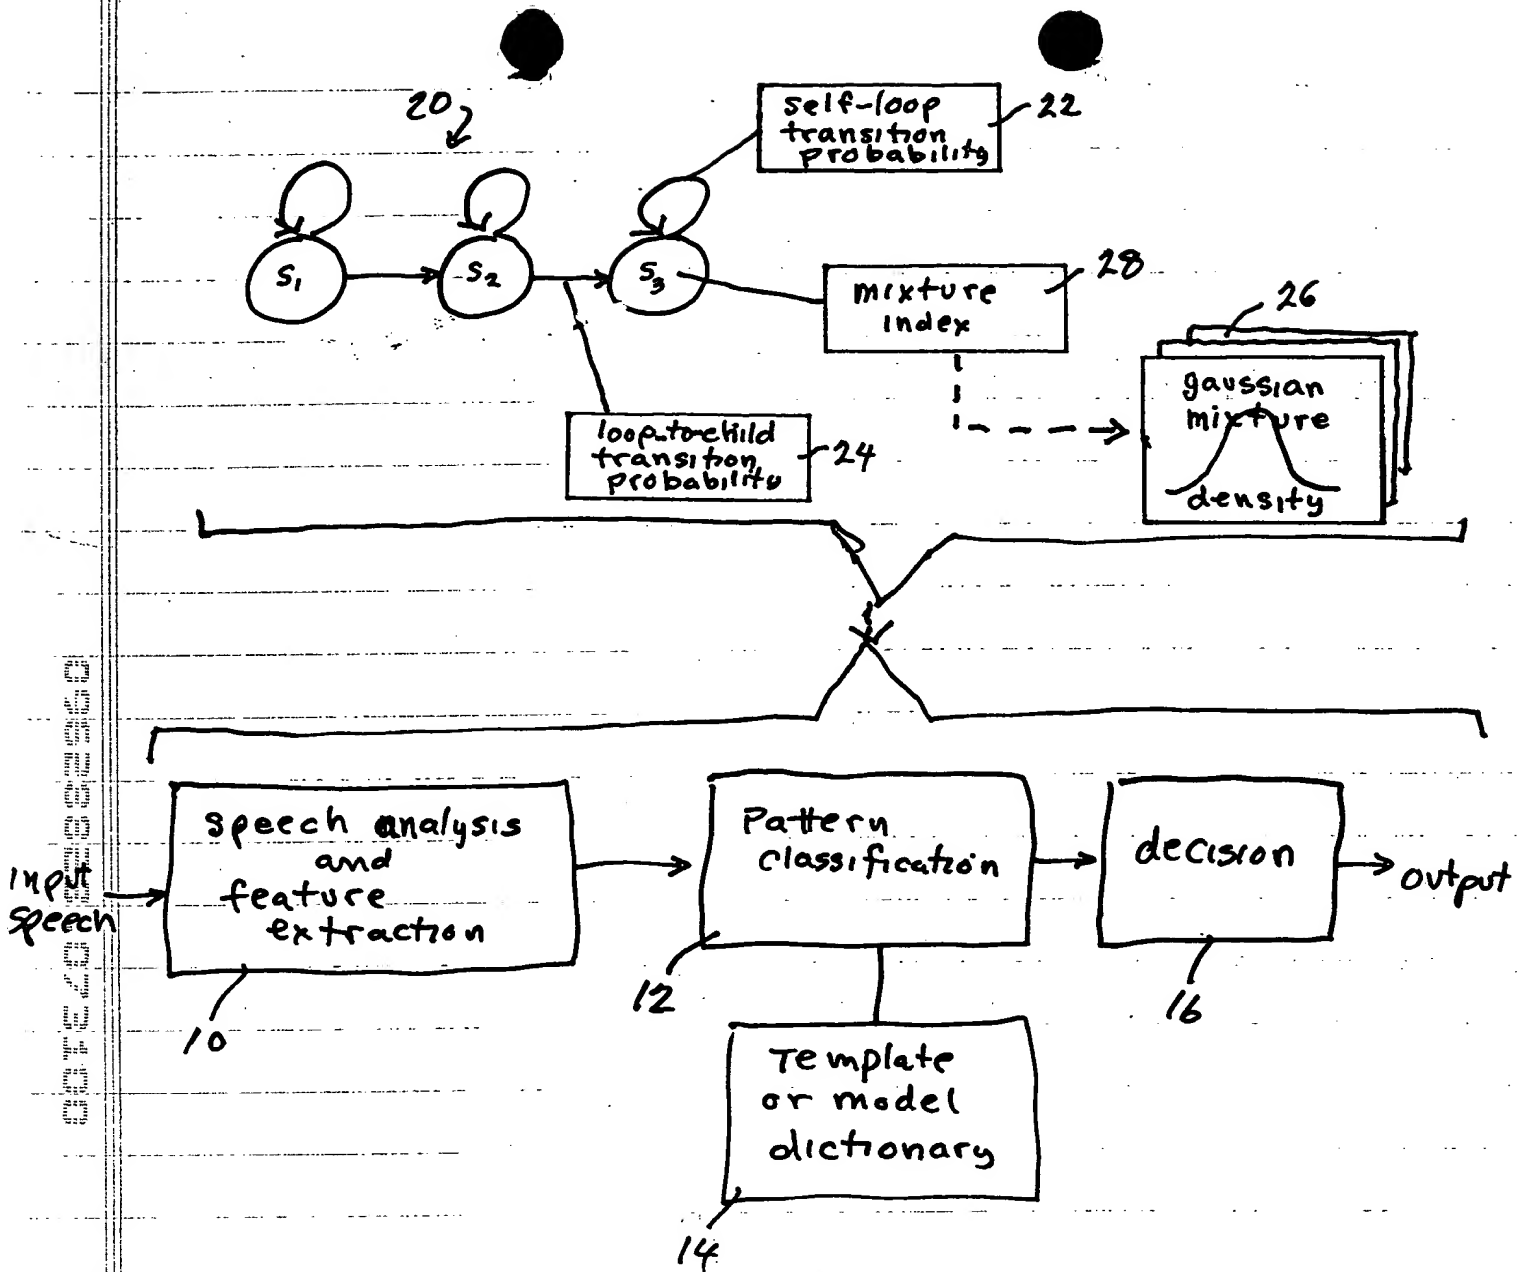 20
self-loop
transition
probability
22
S1
S2
S3
mixture
index
28
26
gaussian
mixture
density
loop-to-child
transition
probability
24
speech analysis
and
feature
extraction
Pattern
classification
decision
input
speech
output
10
12
16
Template
or model
dictionary
14